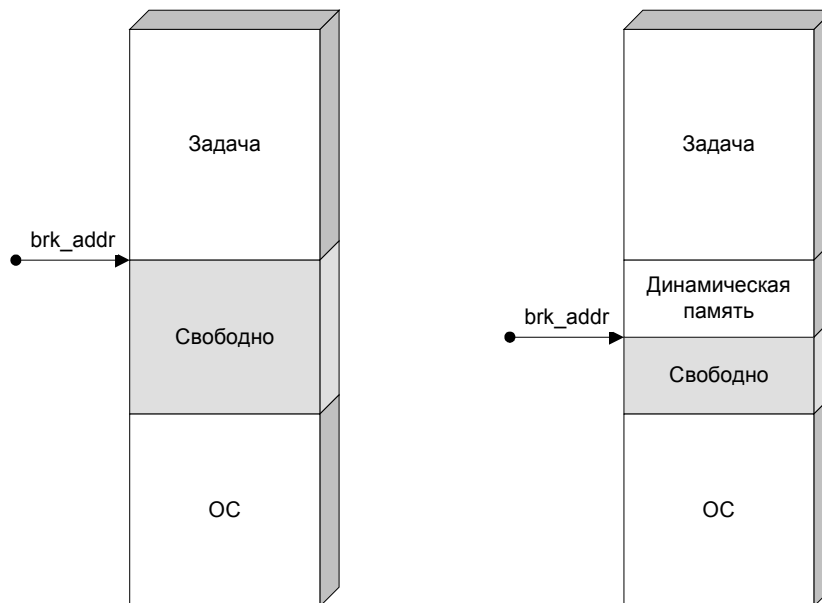 Задача
brk_addr
Свободно
ОС
Задача
Динамическая
память
brk_addr
Свободно
ОС